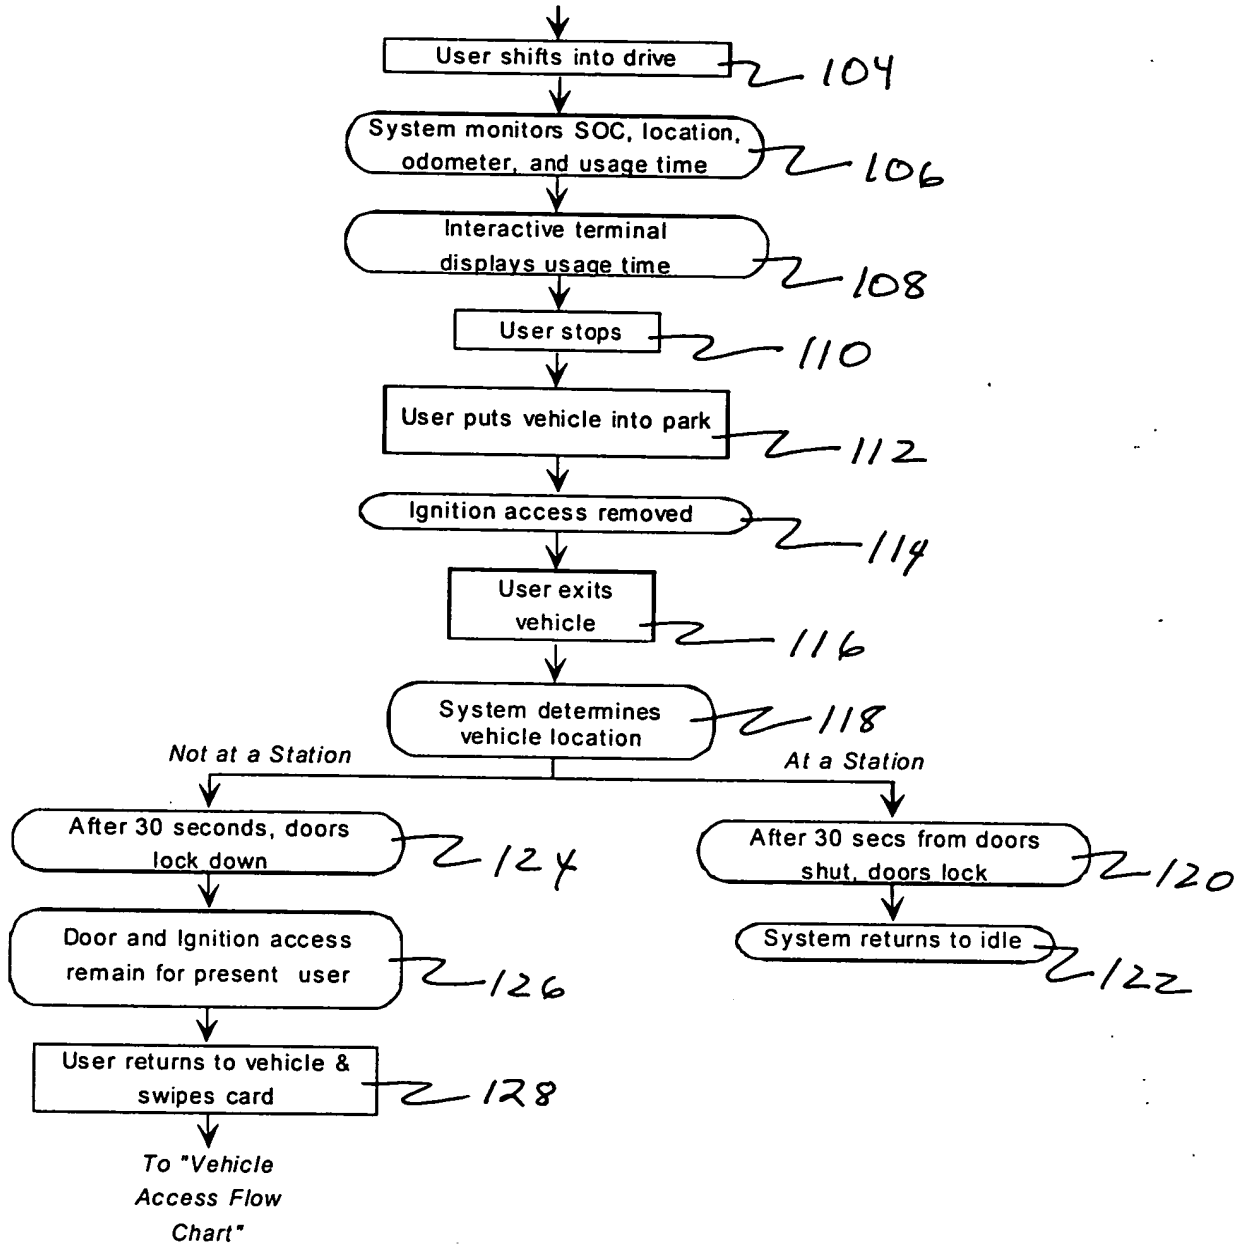 User shifts into drive
104
System monitors SOC, location,
odometer, and usage time
106
Interactive terminal
displays usage time
108
User stops
110
User puts vehicle into park
112
Ignition access removed
114
User exits
vehicle
116
System determines
vehicle location
118
Not at a Station
At a Station
After 30 seconds, doors
lock down
124
After 30 secs from doors
shut, doors lock
120
Door and Ignition access
remain for present user
126
System returns to idle
122
User returns to vehicle &
swipes card
128
To "Vehicle
Access Flow
Chart"